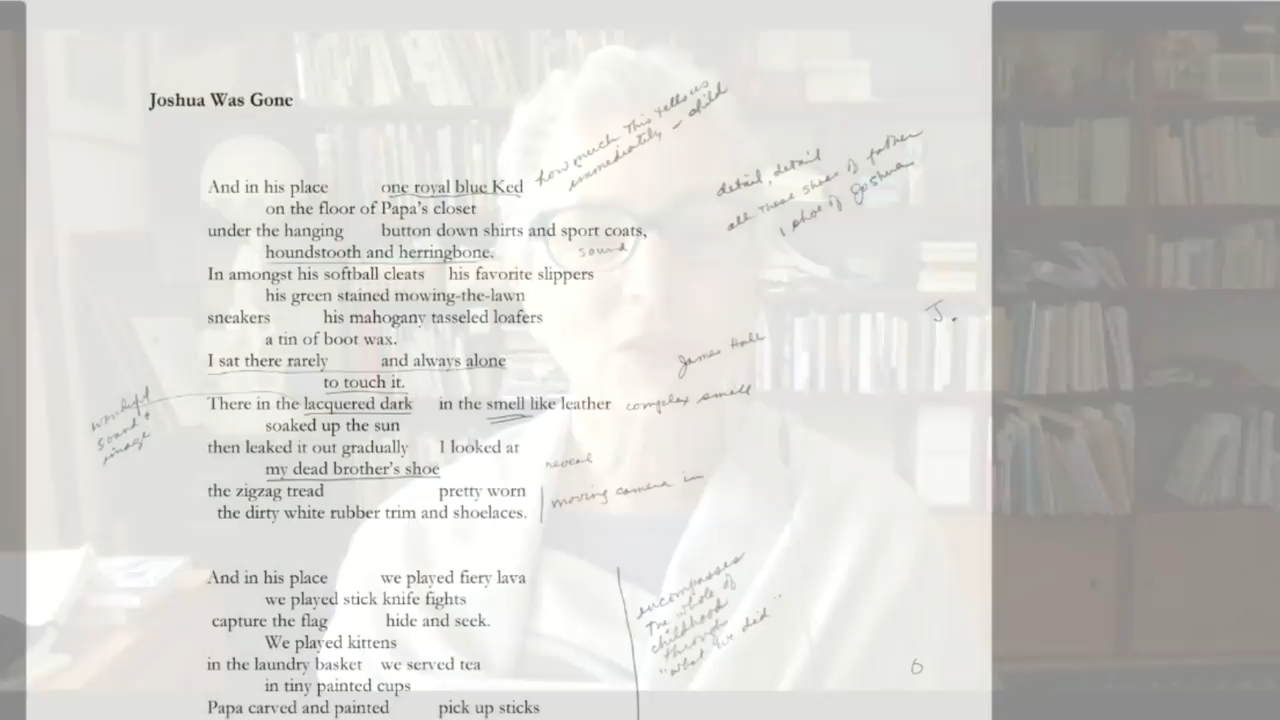 Joshua Was Gone
how much this tells us
immediately – child
detail, detail
all these shoes of father
1 shoe of Joshua
And in his place one royal blue Ked
on the floor of Papa's closet
under the hanging button down shirts and sport coats,
houndstooth and herringbone. sound
In amongst his softball cleats his favorite slippers
his green stained mowing-the-lawn
sneakers his mahogany tasseled loafers
J.
a tin of boot wax.
I sat there rarely and always alone
James Hall
to touch it.
There in the lacquered dark in the smell like leather complex smell
wonderful
sound +
image
soaked up the sun
then leaked it out gradually I looked at
my dead brother's shoe reveal
the zigzag tread pretty worn
moving camera in
the dirty white rubber trim and shoelaces.
And in his place we played fiery lava
we played stick knife fights
capture the flag hide and seek.
We played kittens
in the laundry basket we served tea
in tiny painted cups
Papa carved and painted pick up sticks
encompasses
the whole of
childhood
through
"what we did"
6